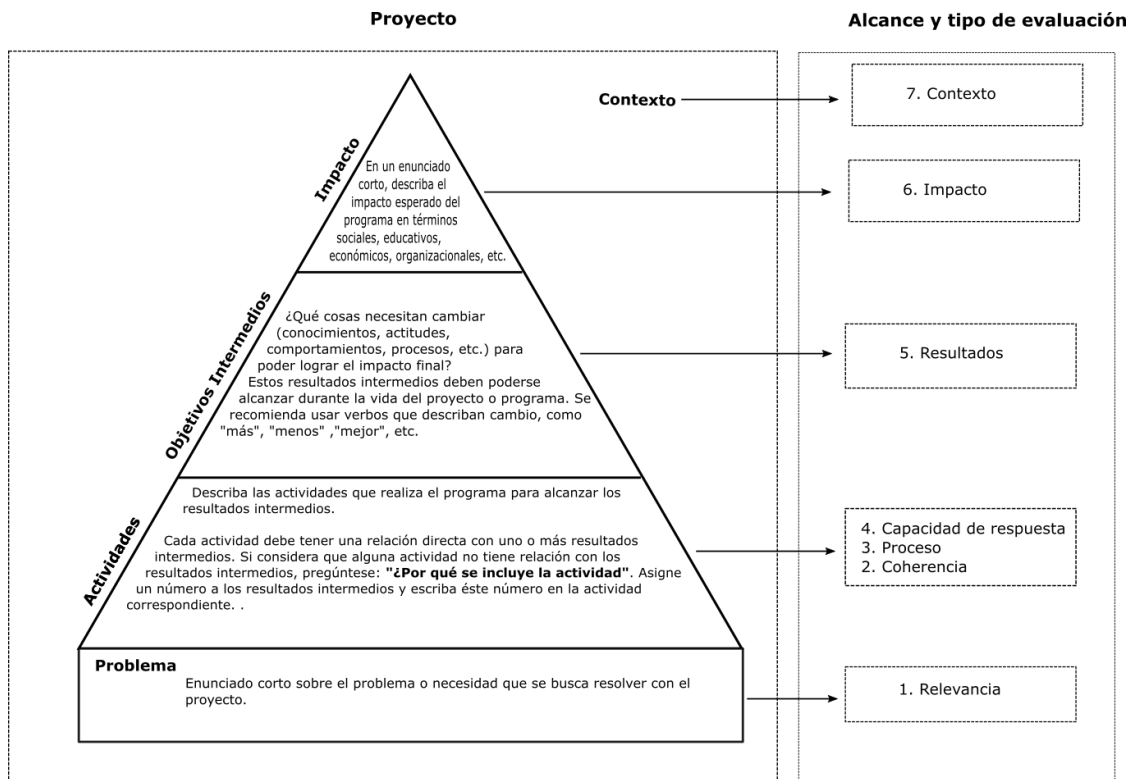 Proyecto
Alcance y tipo de evaluación
Contexto
7. Contexto
Impacto
En un enunciado
corto, describa el
impacto esperado del
programa en términos
sociales, educativos,
económicos, organizacionales, etc.
6. Impacto
Objetivos Intermedios
¿Qué cosas necesitan cambiar
(conocimientos, actitudes,
comportamientos, procesos, etc.) para
poder lograr el impacto final?
Estos resultados intermedios deben poderse
alcanzar durante la vida del proyecto o programa. Se
recomienda usar verbos que describan cambio, como
"más", "menos" ,"mejor", etc.
5. Resultados
Actividades
Describa las actividades que realiza el programa para alcanzar los
resultados intermedios.
Cada actividad debe tener una relación directa con uno o más resultados
intermedios. Si considera que alguna actividad no tiene relación con los
resultados intermedios, pregúntese: "¿Por qué se incluye la actividad". Asigne
un número a los resultados intermedios y escriba éste número en la actividad
correspondiente. .
4. Capacidad de respuesta
3. Proceso
2. Coherencia
Problema
Enunciado corto sobre el problema o necesidad que se busca resolver con el
proyecto.
1. Relevancia